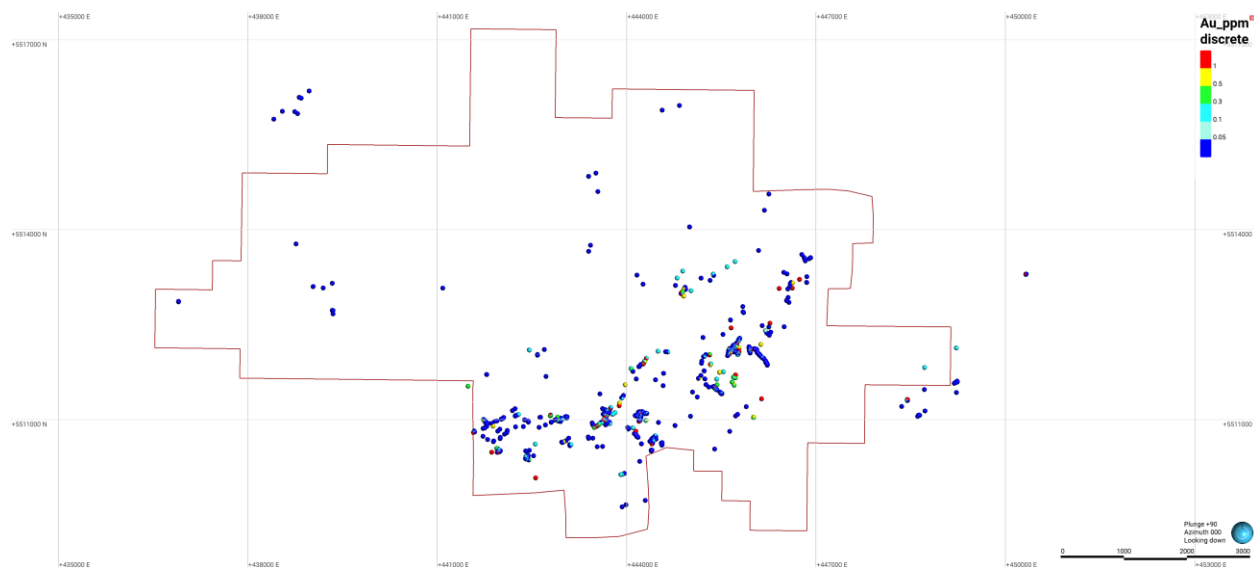 +435000 E
+438000 E
+441000 E
+444000 E
+447000 E
+450000 E
Au_ppm
discrete
1
0.5
0.3
0.1
0.05
+5517000 N
+5517000
+5514000 N
+5514000
+5511000 N
+5511000
Plunge +90
Azimuth 000
Looking down
0
1000
2000
3000
+435000 E
+438000 E
+441000 E
+444000 E
+447000 E
+450000 E
+453000 E